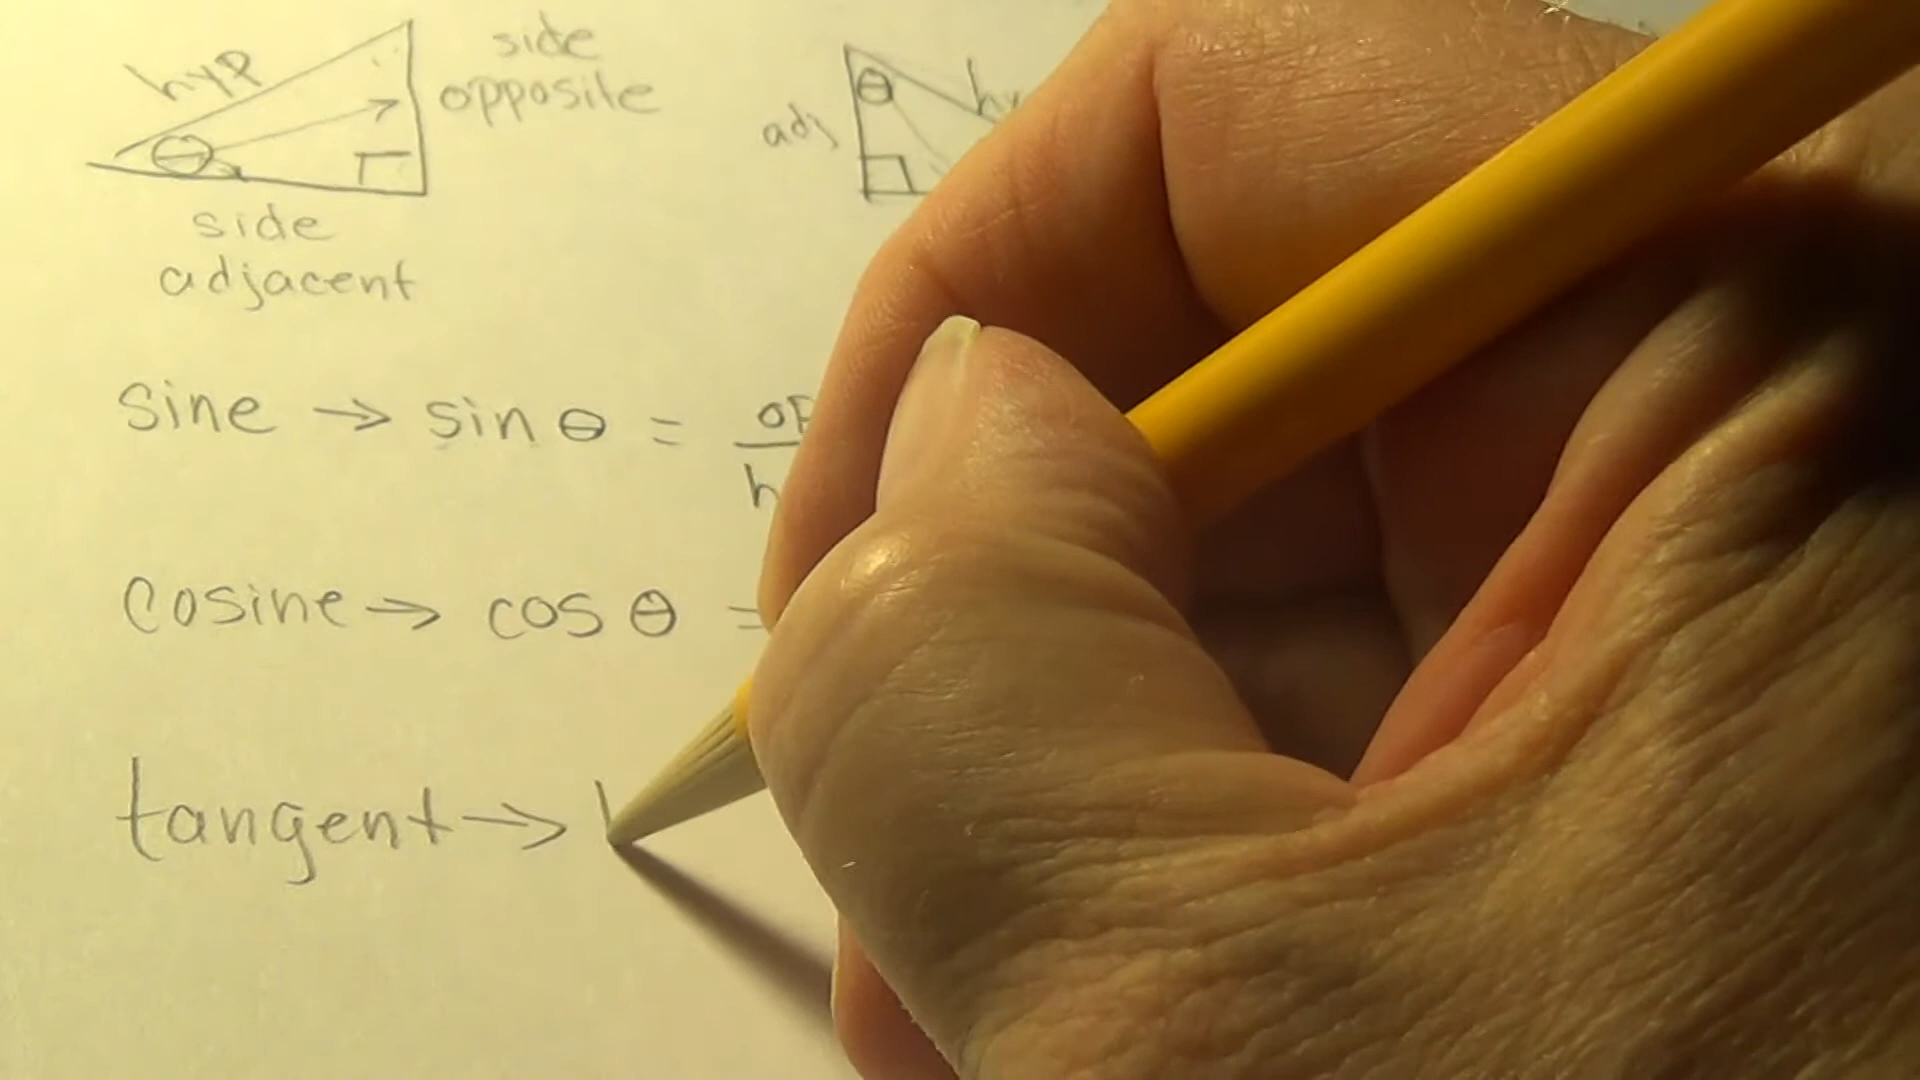 hyp
side
opposite
θ
side
adjacent
θ
adj
sine → sin θ =
cosine → cos θ =
tangent →